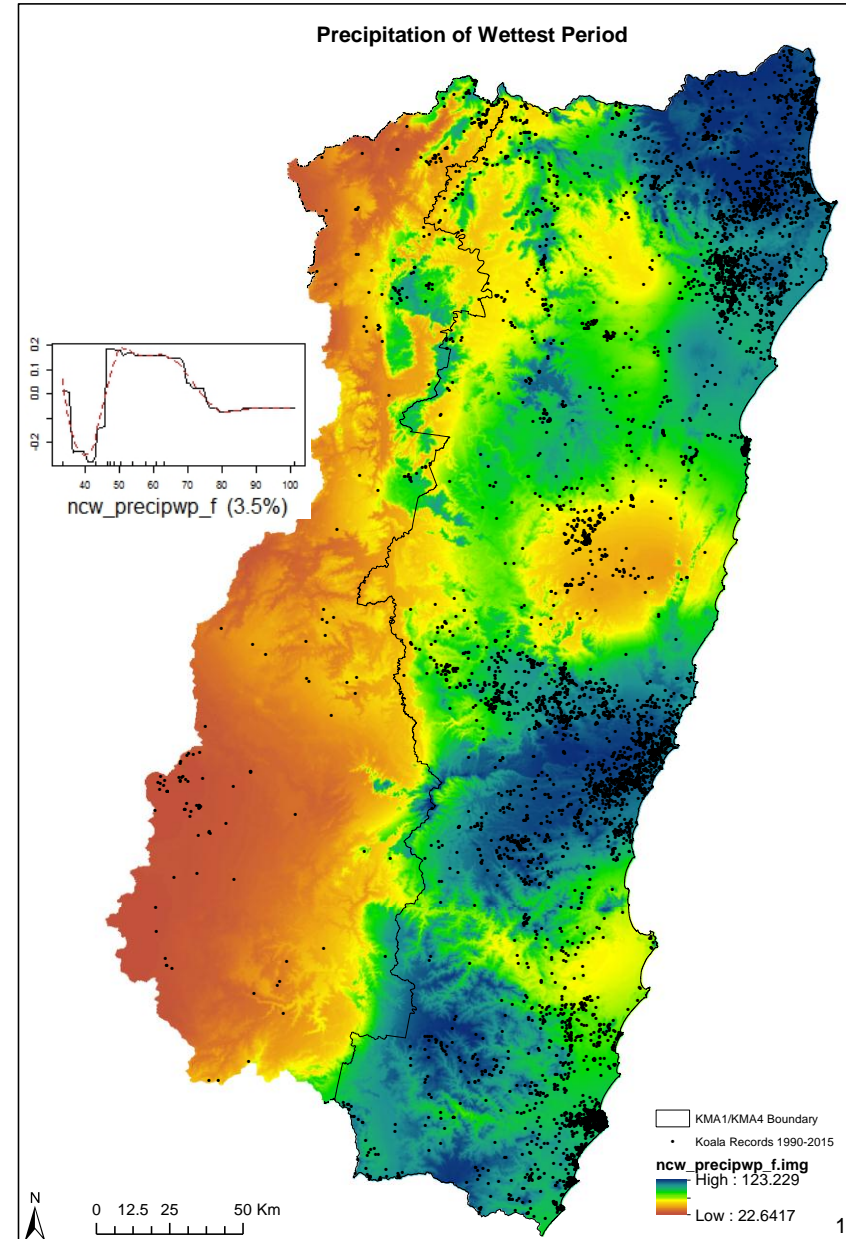 Precipitation of Wettest Period
0.2
0.1
0.0
-0.2
40 50 60 70 80 90 100
ncw_precipwp_f (3.5%)
KMA1/KMA4 Boundary
Koala Records 1990-2015
ncw_precipwp_f.img
High : 123.229
Low : 22.6417
N
0 12.5 25 50 Km
1